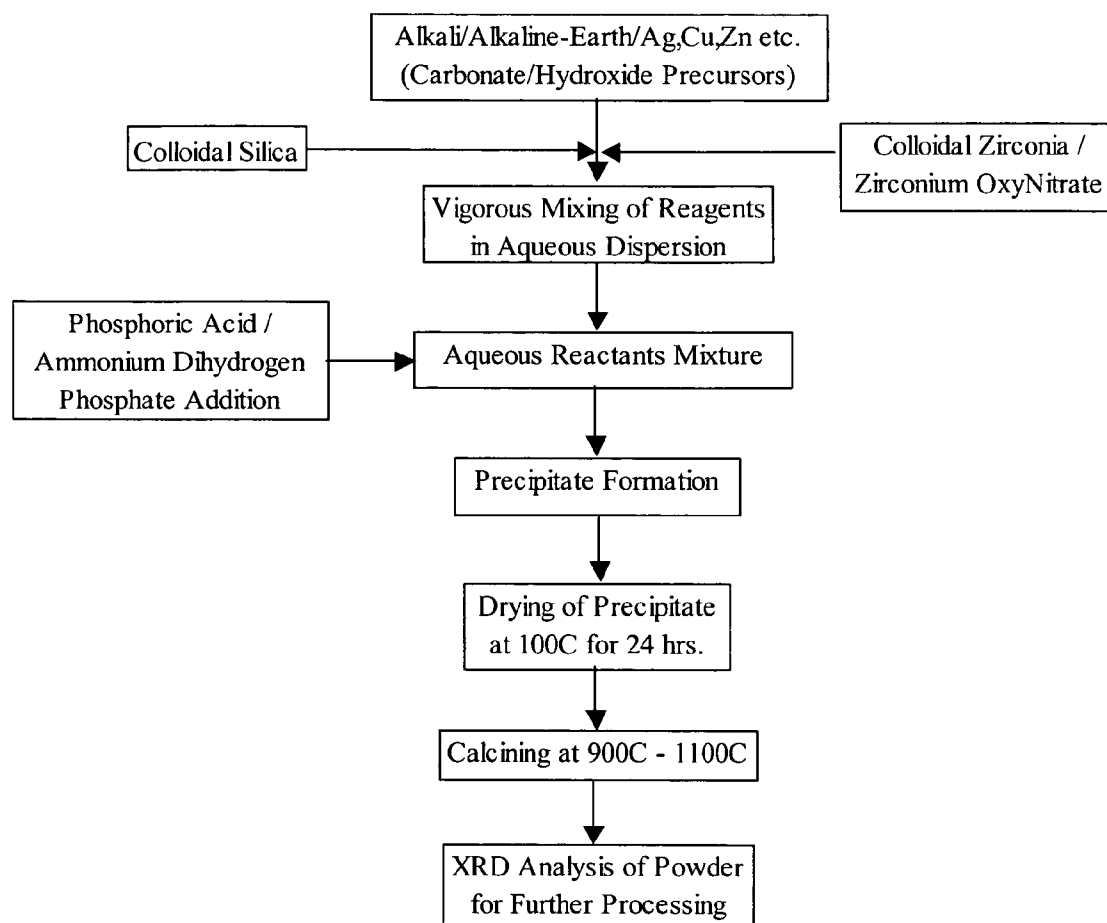 Alkali/Alkaline-Earth/Ag,Cu,Zn etc.
(Carbonate/Hydroxide Precursors)
Colloidal Silica
Colloidal Zirconia /
Zirconium OxyNitrate
Vigorous Mixing of Reagents
in Aqueous Dispersion
Phosphoric Acid /
Ammonium Dihydrogen
Phosphate Addition
Aqueous Reactants Mixture
Precipitate Formation
Drying of Precipitate
at 100C for 24 hrs.
Calcining at 900C - 1100C
XRD Analysis of Powder
for Further Processing